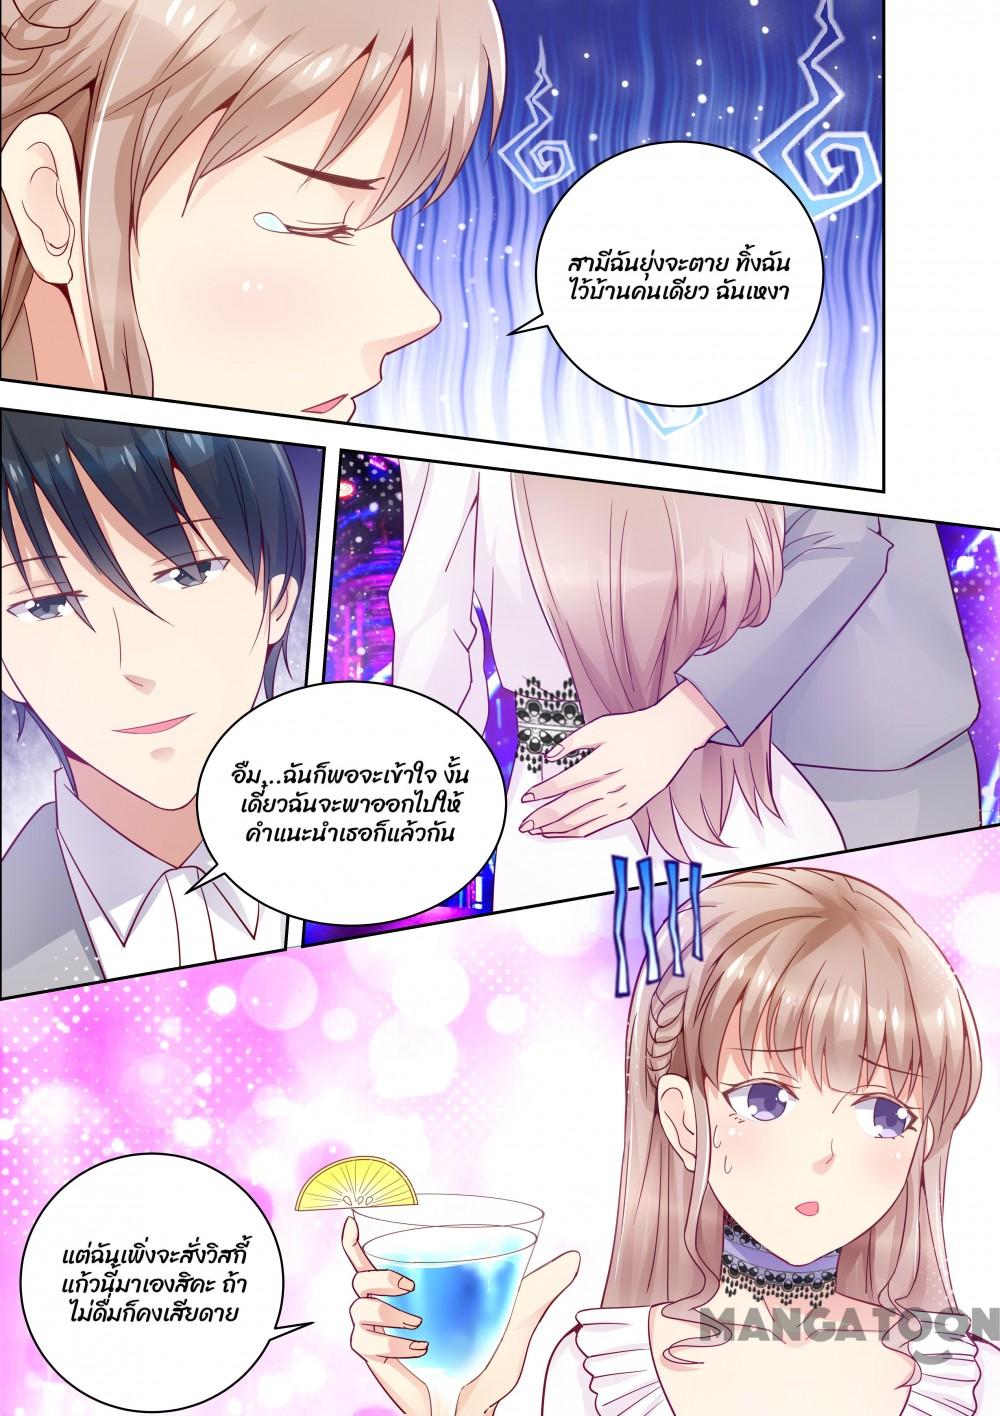 สามีฉันยุ่งจะตาย ทิ้งฉัน
ไว้บ้านคนเดียว ฉันเหงา
อืม...ฉันก็พอจะเข้าใจ งั้น
เดี๋ยวฉันจะพาออกไปให้
คำแนะนำเธอก็แล้วกัน
แต่ฉันเพิ่งจะสั่งวิสกี้
แก้วนี้มาเองสิคะ ถ้า
ไม่ดื่มก็คงเสียดาย
MANGATOON